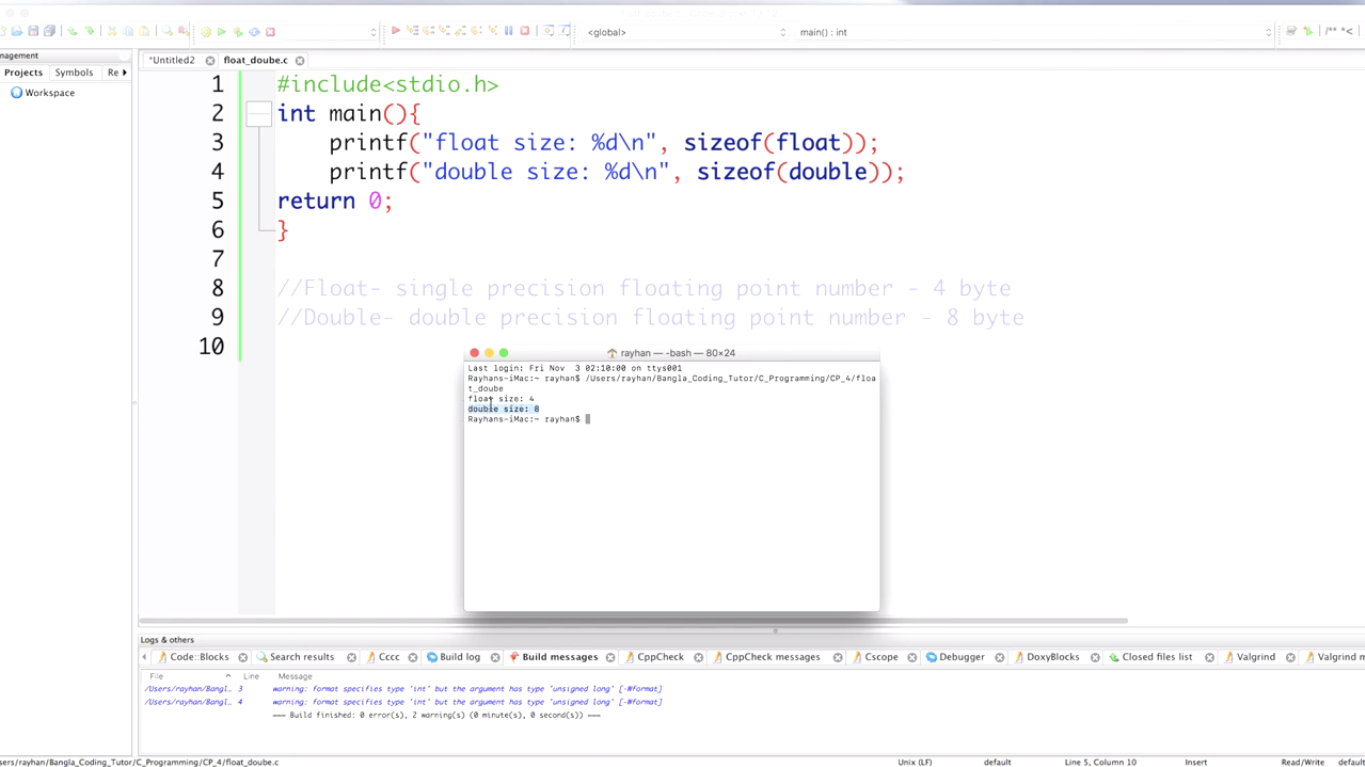 <global>
main() : int
/** *<
nagement
Projects Symbols Re
Workspace
*Untitled2 float_doube.c
1 #include<stdio.h>
2 int main(){
3 printf("float size: %d\n", sizeof(float));
4 printf("double size: %d\n", sizeof(double));
5 return 0;
6 }
7
8 //Float- single precision floating point number - 4 byte
9 //Double- double precision floating point number - 8 byte
10
rayhan — -bash — 80×24
Last login: Fri Nov 3 02:10:00 on ttys001
Rayhans-iMac:~ rayhan$ /Users/rayhan/Bangla_Coding_Tutor/C_Programming/CP_4/floa
t_doube
float size: 4
double size: 8
Rayhans-iMac:~ rayhan$
Logs & others
Code::Blocks Search results Cccc Build log Build messages CppCheck CppCheck messages Cscope Debugger DoxyBlocks Closed files list Valgrind Valgrind m
File Line Message
/Users/rayhan/Bangl... 3 warning: format specifies type 'int' but the argument has type 'unsigned long' [-Wformat]
/Users/rayhan/Bangl... 4 warning: format specifies type 'int' but the argument has type 'unsigned long' [-Wformat]
=== Build finished: 0 error(s), 2 warning(s) (0 minute(s), 0 second(s)) ===
sers/rayhan/Bangla_Coding_Tutor/C_Programming/CP_4/float_doube.c Unix (LF) default Line 5, Column 10 Insert Read/Write default